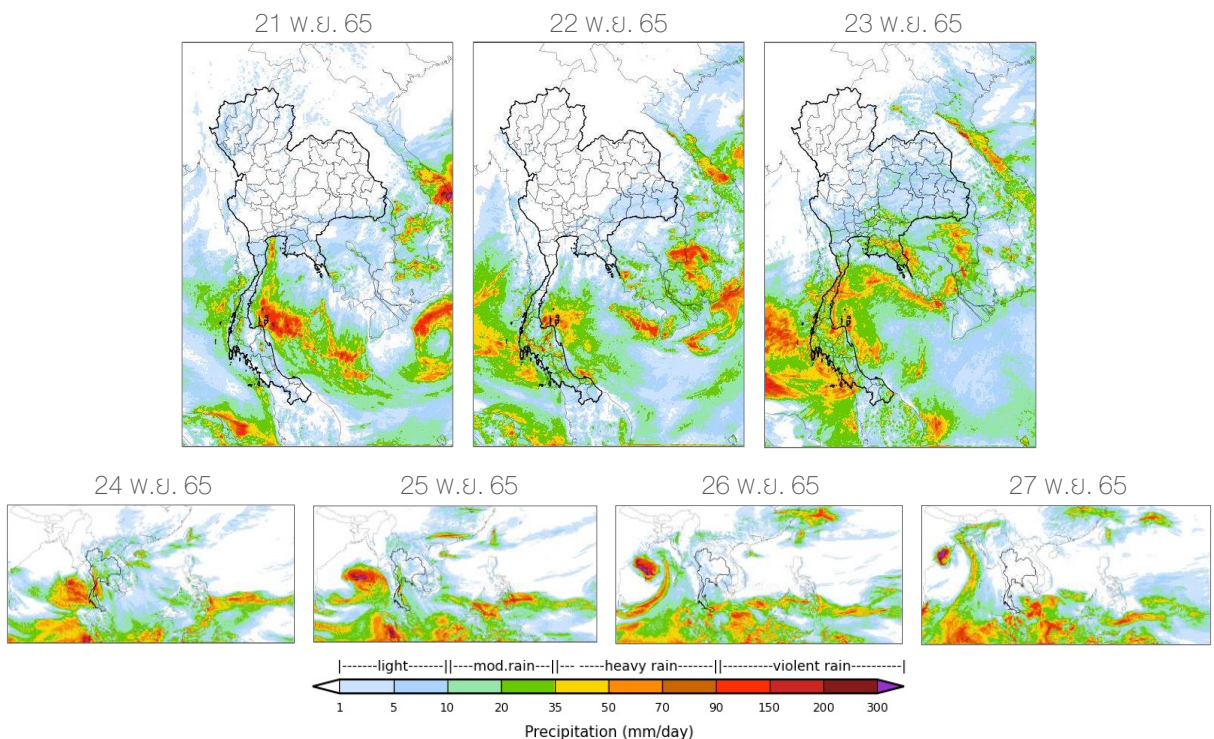 21 พ.ย. 65
22 พ.ย. 65
23 พ.ย. 65
24 พ.ย. 65
25 พ.ย. 65
26 พ.ย. 65
27 พ.ย. 65
|-------light-------||----mod.rain---||--- -----heavy rain-------||----------violent rain----------|
1 5 10 20 35 50 70 90 150 200 300
Precipitation (mm/day)